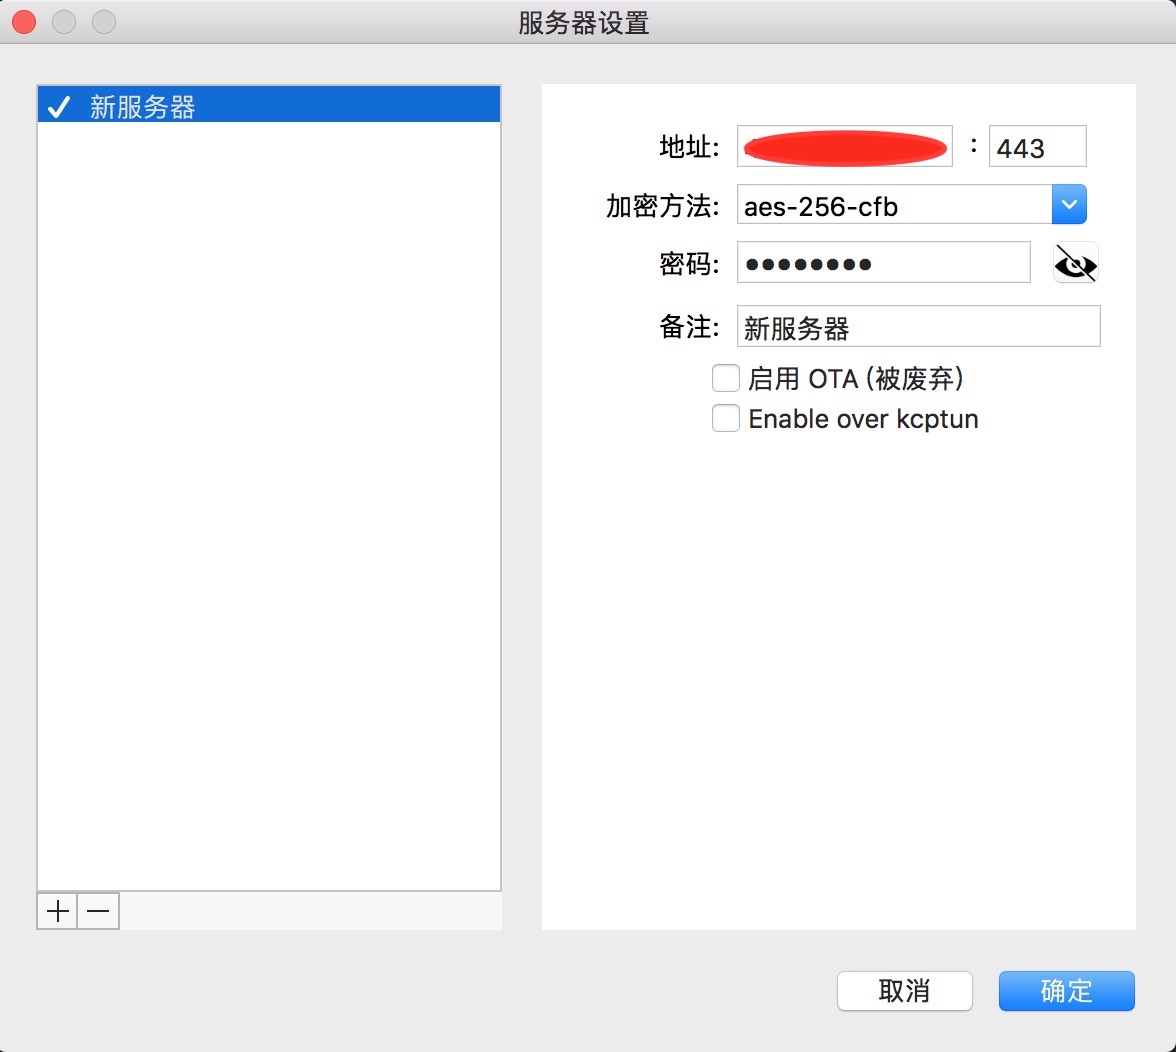 服务器设置
新服务器
地址: : 443
加密方法: aes-256-cfb
密码: ●●●●●●●●
备注: 新服务器
启用 OTA (被废弃)
Enable over kcptun
取消 确定